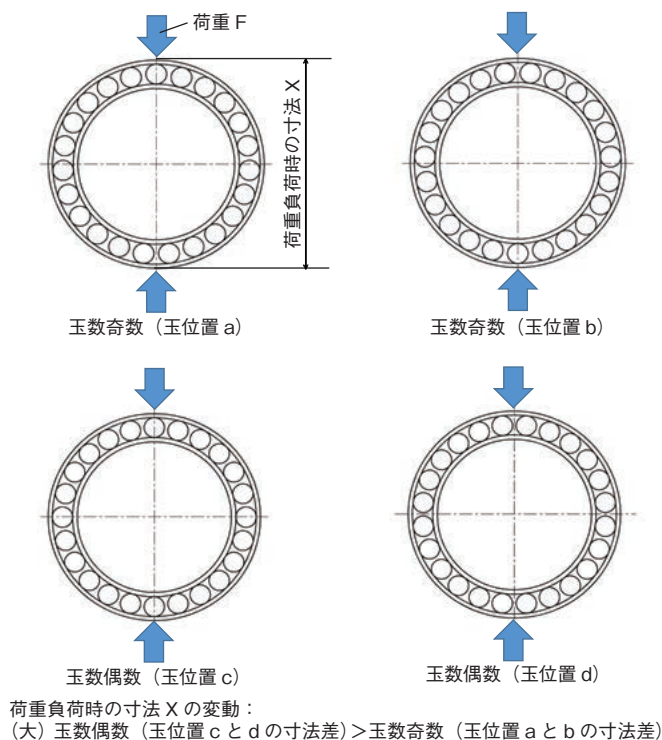 荷重 F
荷重負荷時の寸法 X
玉数奇数（玉位置 a）
玉数奇数（玉位置 b）
玉数偶数（玉位置 c）
玉数偶数（玉位置 d）
荷重負荷時の寸法 X の変動：
（大）玉数偶数（玉位置 c と d の寸法差）＞玉数奇数（玉位置 a と b の寸法差）